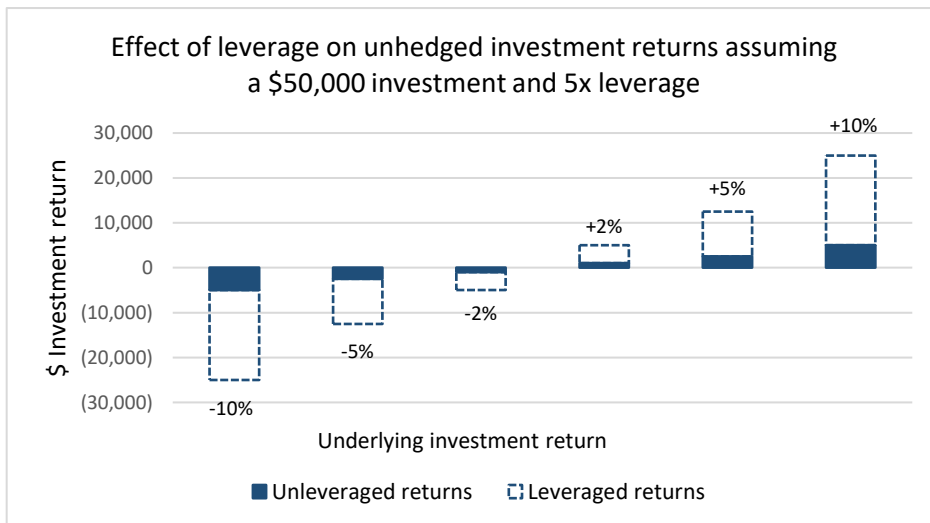 Effect of leverage on unhedged investment returns assuming
a $50,000 investment and 5x leverage
$ Investment return
30,000
20,000
10,000
0
(10,000)
(20,000)
(30,000)
-10%
-5%
-2%
+2%
+5%
+10%
Underlying investment return
Unleveraged returns
Leveraged returns